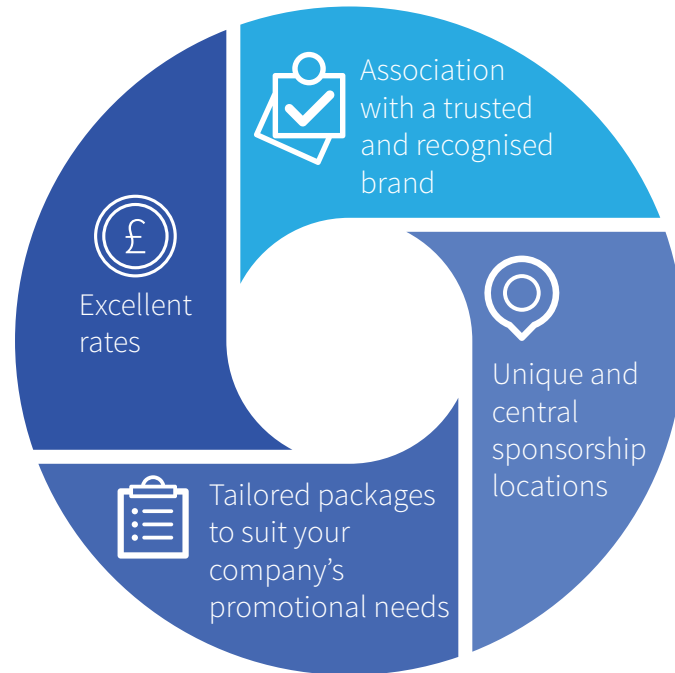 Association
with a trusted
and recognised
brand
£
Excellent
rates
Unique and
central
sponsorship
locations
Tailored packages
to suit your
company’s
promotional needs